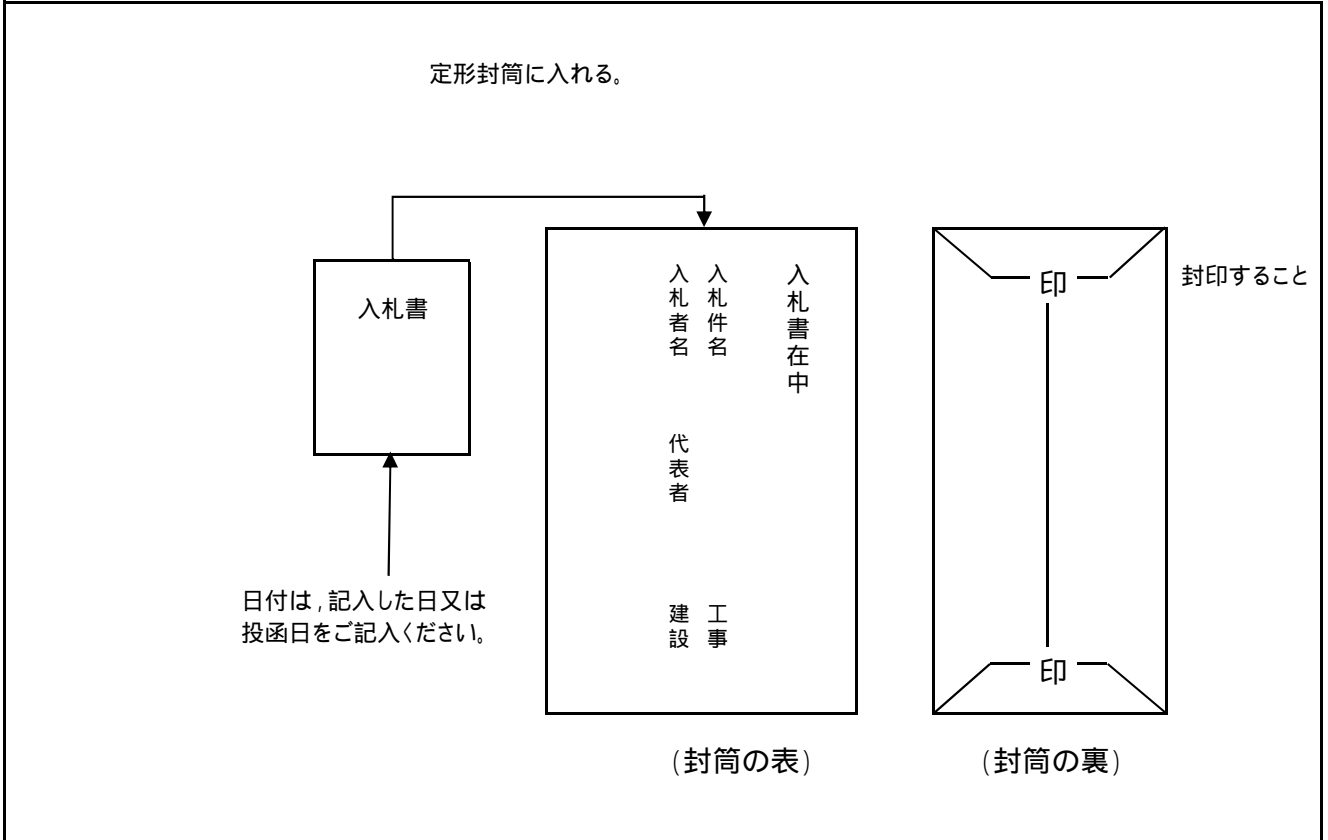 定形封筒に入れる。
入札書
日付は,記入した日又は
投函日をご記入ください。
入札書在中
入札件名 工事
入札者名 代表者 建設
(封筒の表)
印
印
封印すること
(封筒の裏)